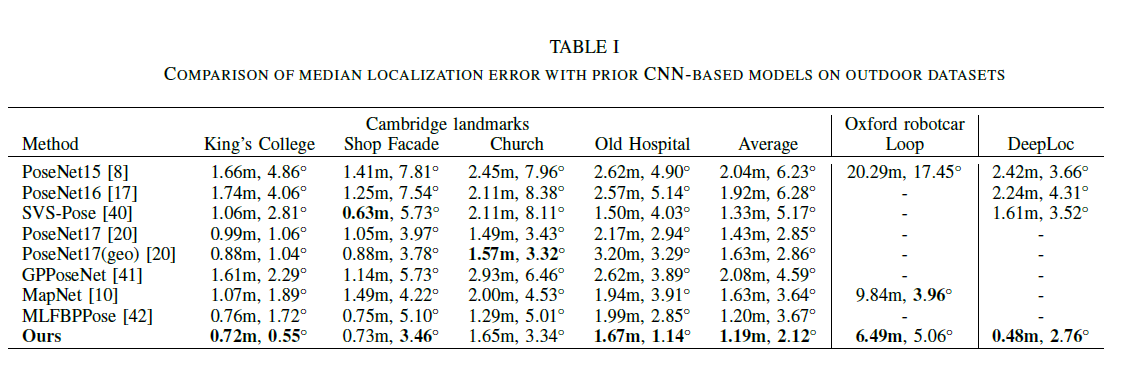 TABLE I
COMPARISON OF MEDIAN LOCALIZATION ERROR WITH PRIOR CNN-BASED MODELS ON OUTDOOR DATASETS
Cambridge landmarks Oxford robotcar
Method King's College Shop Facade Church Old Hospital Average Loop DeepLoc
PoseNet15 [8] 1.66m, 4.86° 1.41m, 7.81° 2.45m, 7.96° 2.62m, 4.90° 2.04m, 6.23° 20.29m, 17.45° 2.42m, 3.66°
PoseNet16 [17] 1.74m, 4.06° 1.25m, 7.54° 2.11m, 8.38° 2.57m, 5.14° 1.92m, 6.28° - 2.24m, 4.31°
SVS-Pose [40] 1.06m, 2.81° 0.63m, 5.73° 2.11m, 8.11° 1.50m, 4.03° 1.33m, 5.17° - 1.61m, 3.52°
PoseNet17 [20] 0.99m, 1.06° 1.05m, 3.97° 1.49m, 3.43° 2.17m, 2.94° 1.43m, 2.85° - -
PoseNet17(geo) [20] 0.88m, 1.04° 0.88m, 3.78° 1.57m, 3.32° 3.20m, 3.29° 1.63m, 2.86° - -
GPPoseNet [41] 1.61m, 2.29° 1.14m, 5.73° 2.93m, 6.46° 2.62m, 3.89° 2.08m, 4.59° - -
MapNet [10] 1.07m, 1.89° 1.49m, 4.22° 2.00m, 4.53° 1.94m, 3.91° 1.63m, 3.64° 9.84m, 3.96° -
MLFBPPose [42] 0.76m, 1.72° 0.75m, 5.10° 1.29m, 5.01° 1.99m, 2.85° 1.20m, 3.67° - -
Ours 0.72m, 0.55° 0.73m, 3.46° 1.65m, 3.34° 1.67m, 1.14° 1.19m, 2.12° 6.49m, 5.06° 0.48m, 2.76°